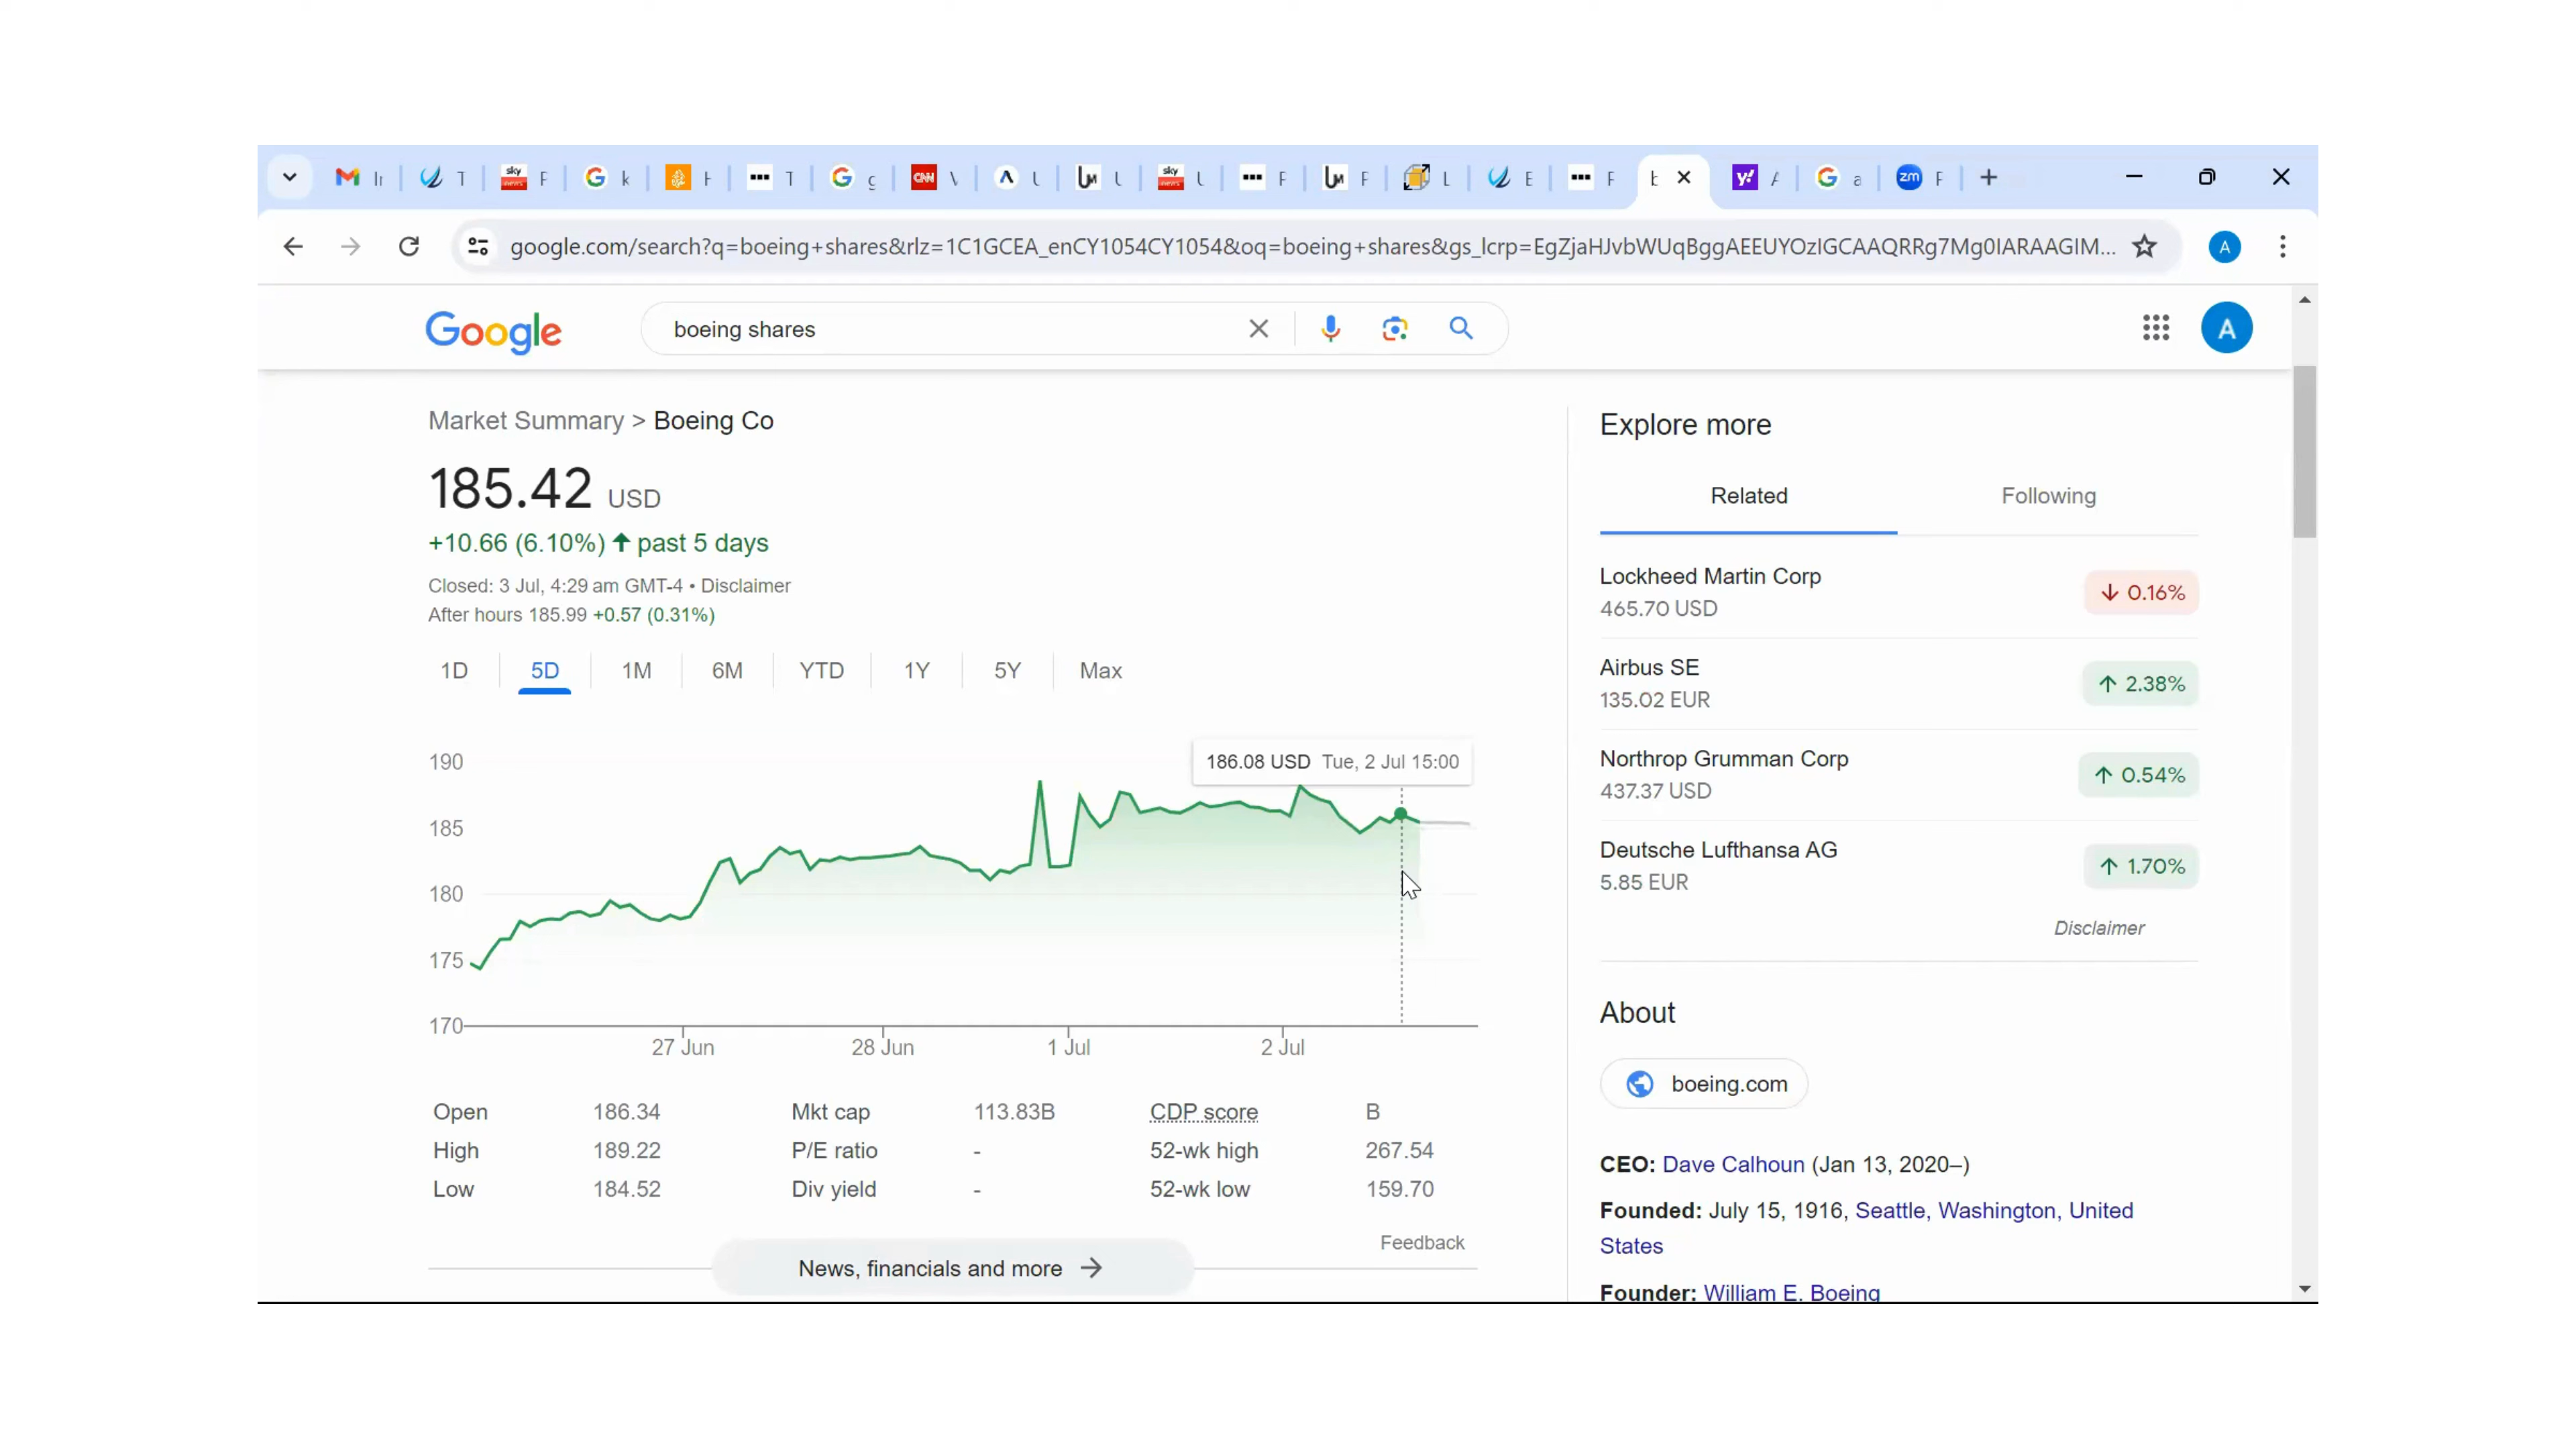 google.com/search?q=boeing+shares&rlz=1C1GCEA_enCY1054CY1054&oq=boeing+shares&gs_lcrp=EgZjaHJvbWUqBggAEEUYOzIGCAAQRRg7Mg0IARAAGIM...
A
Google
boeing shares
A
Market Summary > Boeing Co
185.42 USD
+10.66 (6.10%) ↑ past 5 days
Closed: 3 Jul, 4:29 am GMT-4 • Disclaimer
After hours 185.99 +0.57 (0.31%)
1D 5D 1M 6M YTD 1Y 5Y Max
186.08 USD Tue, 2 Jul 15:00
190
185
180
175
170
27 Jun 28 Jun 1 Jul 2 Jul
Open 186.34 Mkt cap 113.83B CDP score B
High 189.22 P/E ratio - 52-wk high 267.54
Low 184.52 Div yield - 52-wk low 159.70
Feedback
News, financials and more →
Explore more
Related Following
Lockheed Martin Corp
465.70 USD ↓ 0.16%
Airbus SE
135.02 EUR ↑ 2.38%
Northrop Grumman Corp
437.37 USD ↑ 0.54%
Deutsche Lufthansa AG
5.85 EUR ↑ 1.70%
Disclaimer
About
boeing.com
CEO: Dave Calhoun (Jan 13, 2020–)
Founded: July 15, 1916, Seattle, Washington, United
States
Founder: William E. Boeing